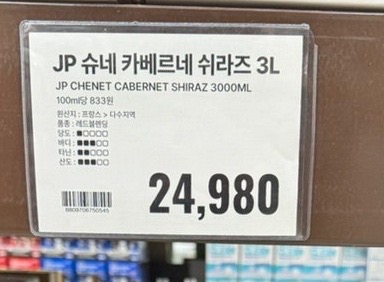 JP 슈네 카베르네 쉬라즈 3L
JP CHENET CABERNET SHIRAZ 3000ML
100ml당 833원
원산지 : 프랑스 > 다수지역
품종 : 레드블렌딩
당도 : ■□□□□
바디 : ■■■□□
타닌 : ■■□□□
산도 : ■■■□□
24,980
8809706750545